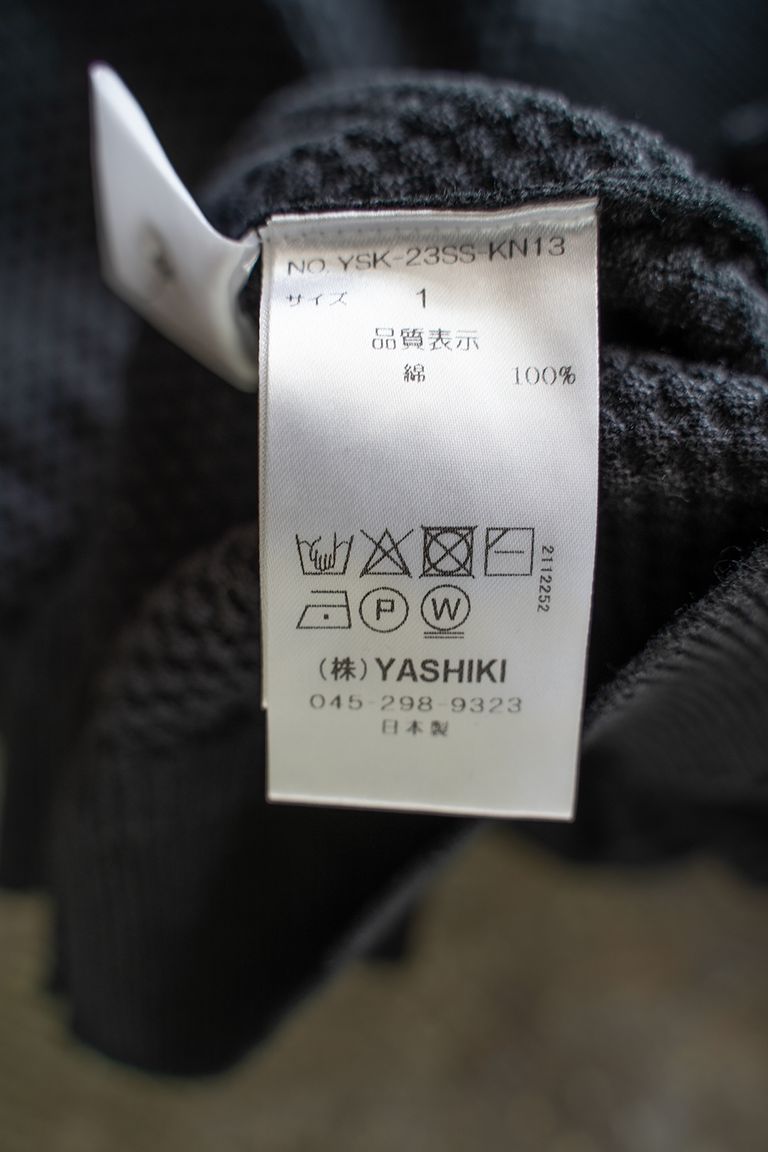 NO. YSK-23SS-KN13
サイズ 1
品質表示
綿 100%
2112252
P W
(株)YASHIKI
045-298-9323
日本製